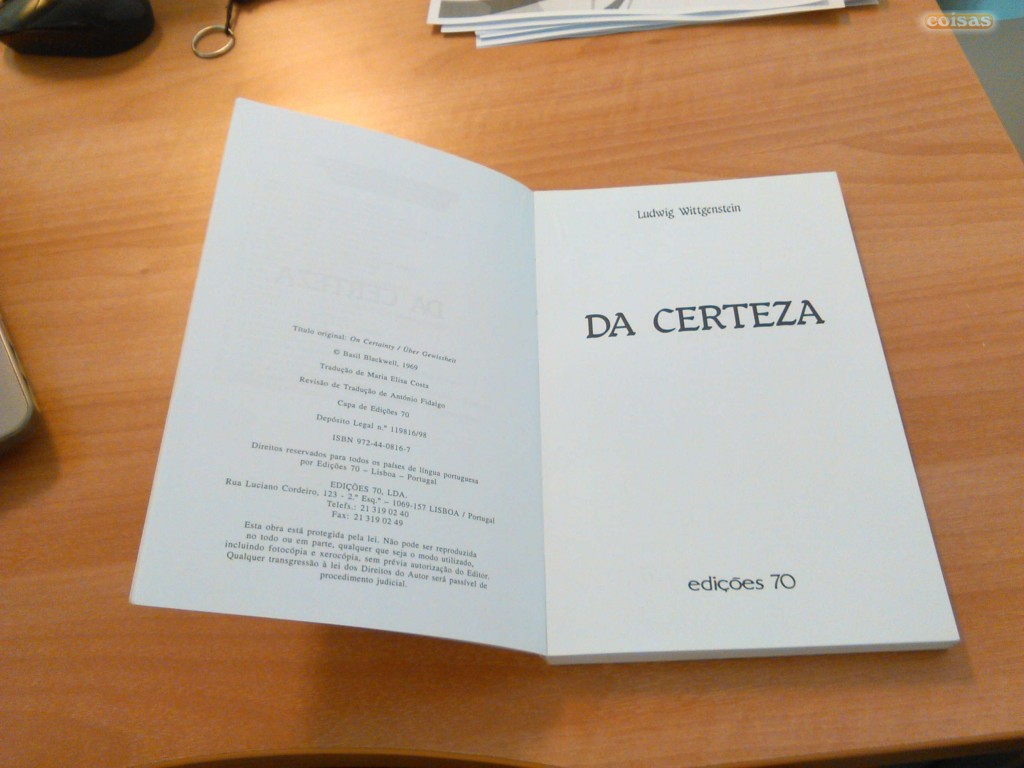 coisas
Título original: On Certainty / Über Gewissheit
© Basil Blackwell, 1969
Tradução de Maria Elisa Costa
Revisão de Tradução de António Fidalgo
Capa de Edições 70
Depósito Legal n.º 119816/98
ISBN 972-44-0816-7
Direitos reservados para todos os países de língua portuguesa
por Edições 70 – Lisboa – Portugal
EDIÇÕES 70, LDA.
Rua Luciano Cordeiro, 123 - 2.º Esq.º – 1069-157 LISBOA / Portugal
Telefs.: 21 319 02 40
Fax: 21 319 02 49
Esta obra está protegida pela lei. Não pode ser reproduzida
no todo ou em parte, qualquer que seja o modo utilizado,
incluindo fotocópia e xerocópia, sem prévia autorização do Editor.
Qualquer transgressão à lei dos Direitos do Autor será passível de
procedimento judicial.
Ludwig Wittgenstein
DA CERTEZA
edições 70